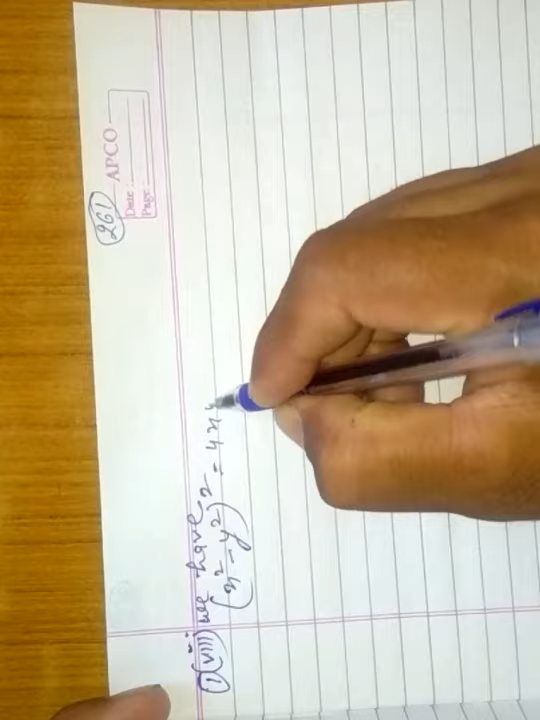 261
APCO
Date :
Page :
① (viii) we have
(x² - y²)² = 4x